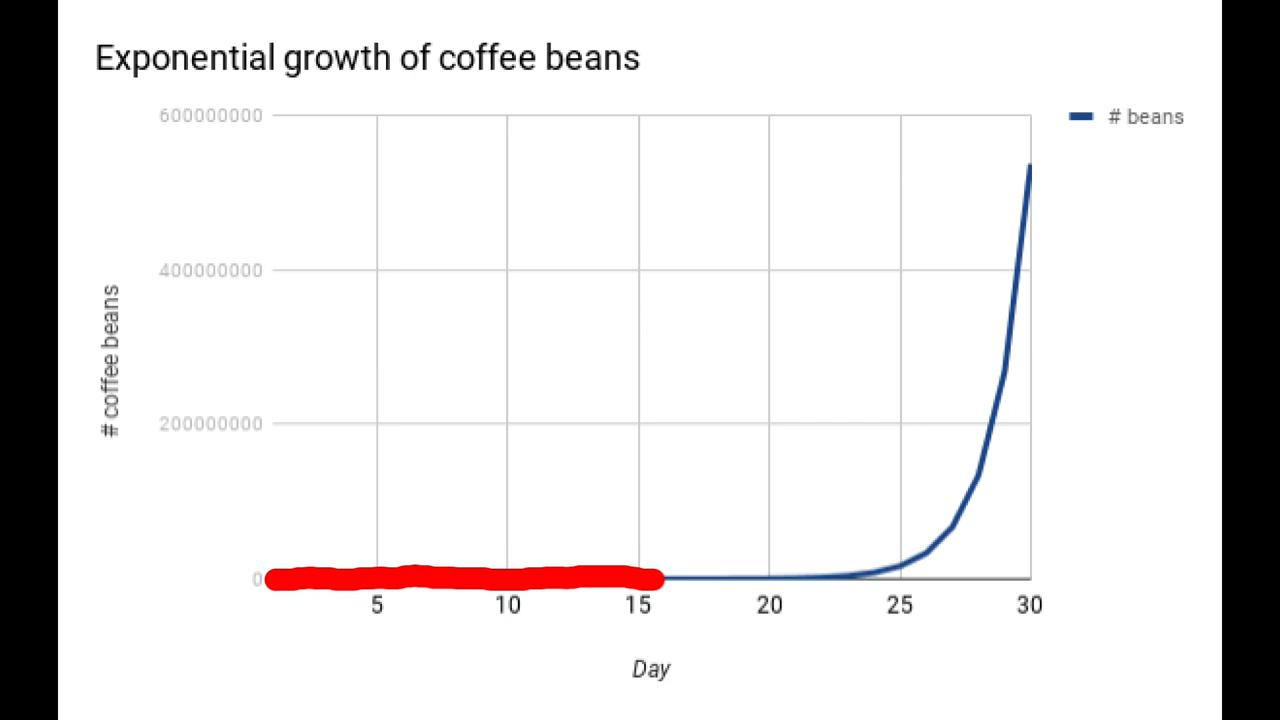 Exponential growth of coffee beans
600000000
# beans
400000000
# coffee beans
200000000
0
5 10 15 20 25 30
Day